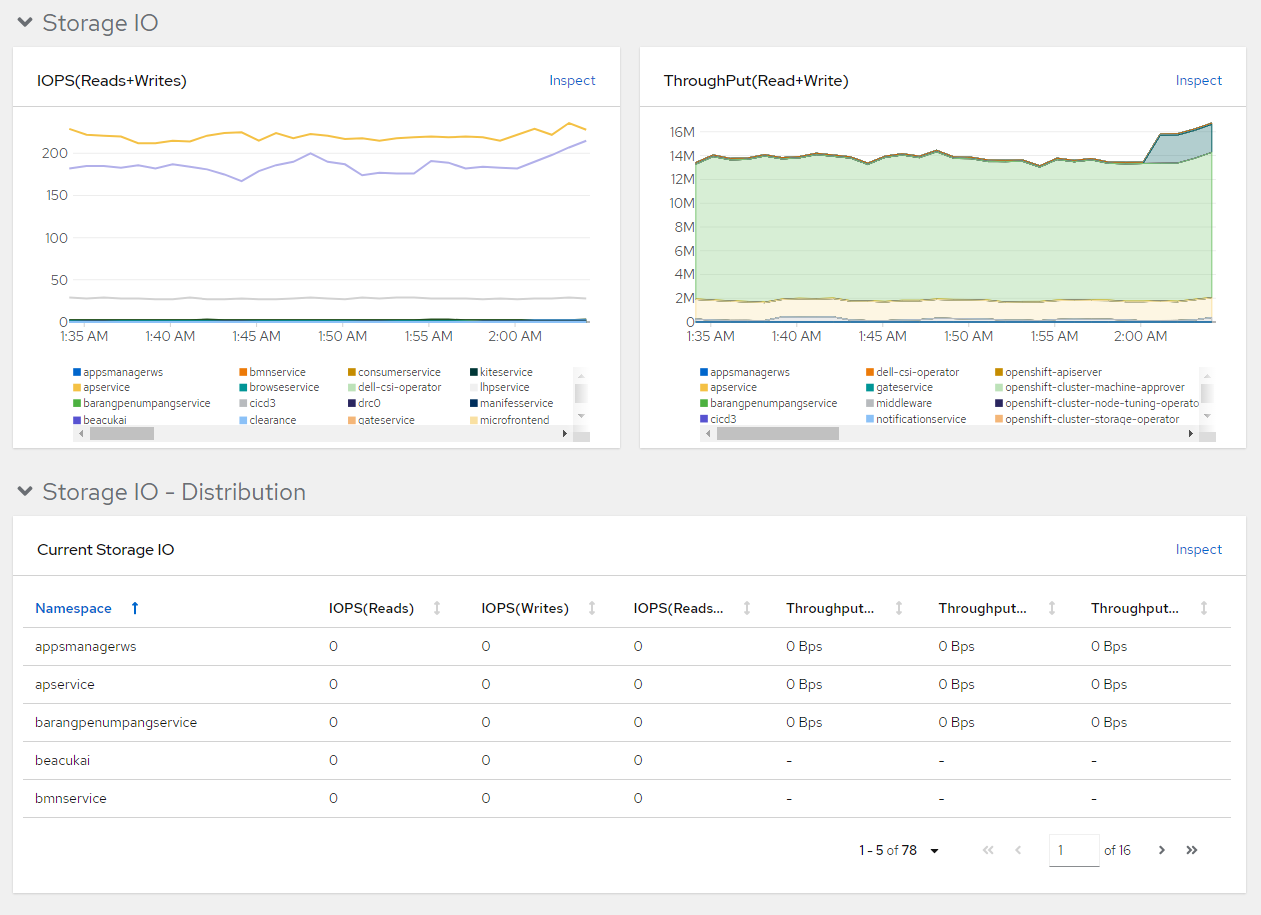 Storage IO
IOPS(Reads+Writes)
Inspect
200
150
100
50
0
1:35 AM 1:40 AM 1:45 AM 1:50 AM 1:55 AM 2:00 AM
appsmanagerws bmnservice consumerservice kiteservice
apservice browseservice dell-csi-operator lhpservice
barangpenumpangservice cicd3 drc0 manifesservice
beacukai clearance gateservice microfrontend
ThroughPut(Read+Write)
Inspect
16M
14M
12M
10M
8M
6M
4M
2M
0
1:35 AM 1:40 AM 1:45 AM 1:50 AM 1:55 AM 2:00 AM
appsmanagerws dell-csi-operator openshift-apiserver
apservice gateservice openshift-cluster-machine-approver
barangpenumpangservice middleware openshift-cluster-node-tuning-operato
cicd3 notificationservice openshift-cluster-storage-operator
Storage IO - Distribution
Current Storage IO
Inspect
Namespace IOPS(Reads) IOPS(Writes) IOPS(Reads... Throughput... Throughput... Throughput...
appsmanagerws 0 0 0 0 Bps 0 Bps 0 Bps
apservice 0 0 0 0 Bps 0 Bps 0 Bps
barangpenumpangservice 0 0 0 0 Bps 0 Bps 0 Bps
beacukai 0 0 0 - - -
bmnservice 0 0 0 - - -
1 - 5 of 78 1 of 16